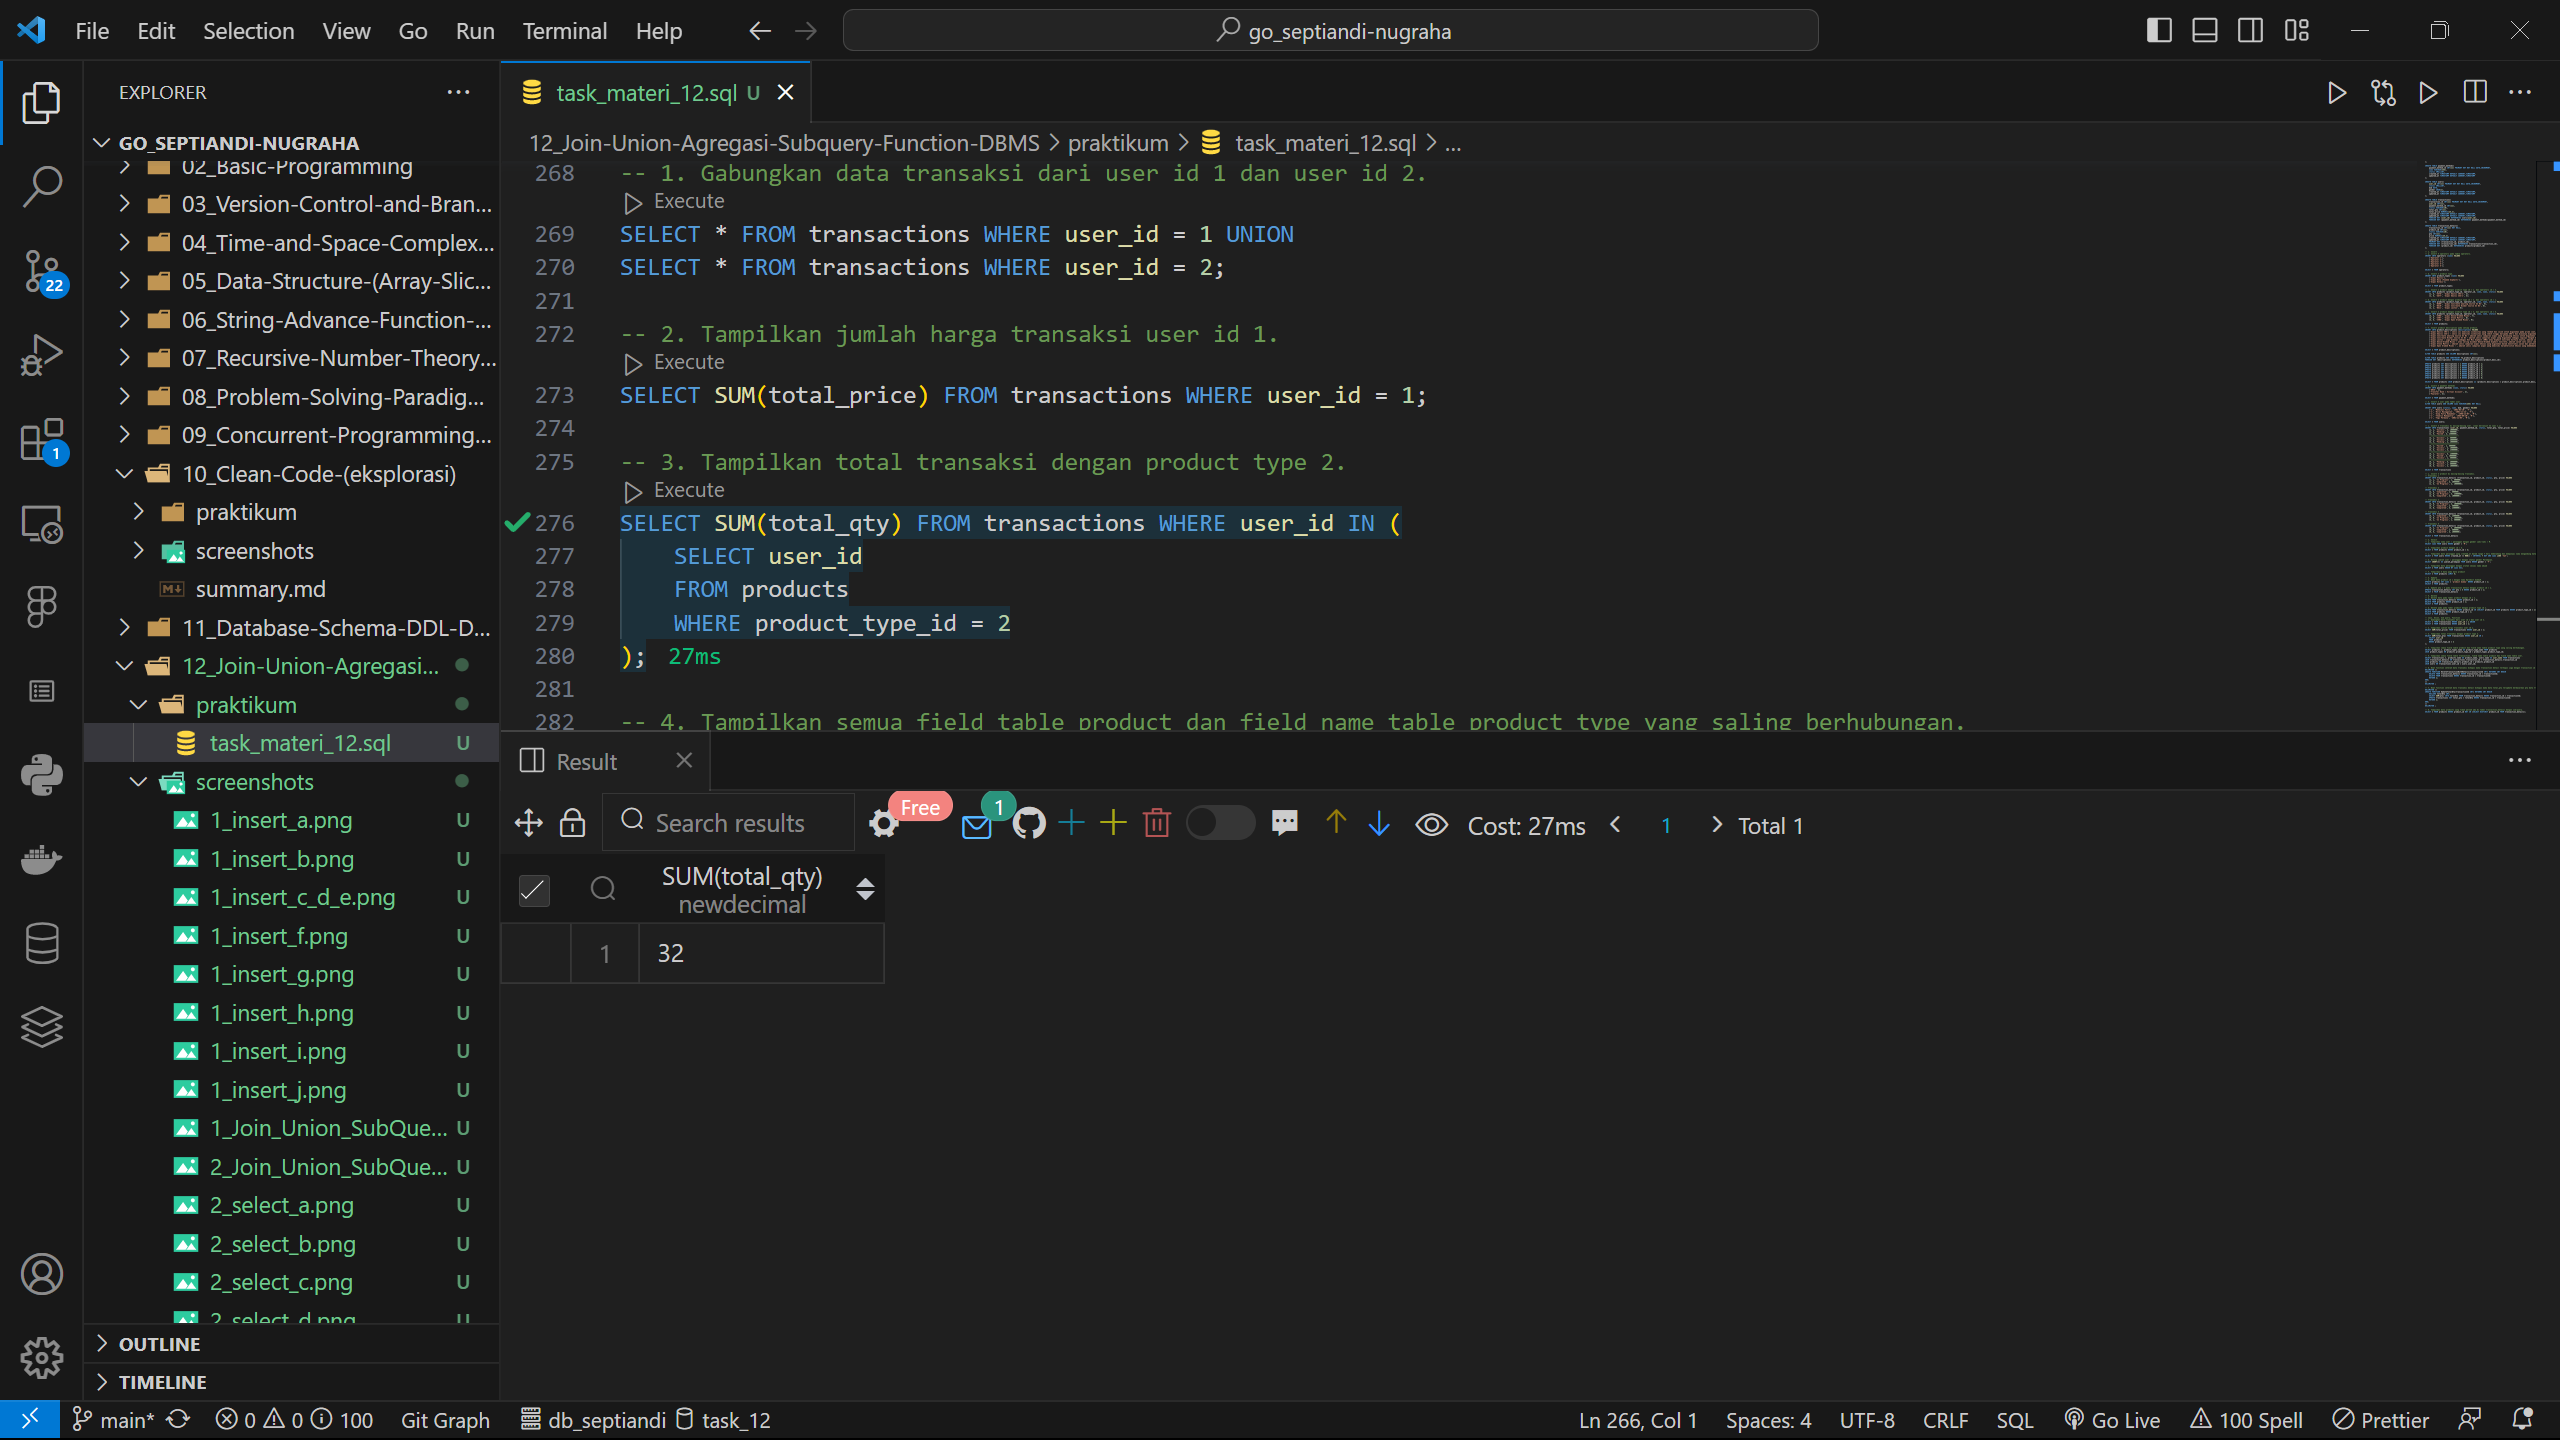 File Edit Selection View Go Run Terminal Help
go_septiandi-nugraha
EXPLORER
GO_SEPTIANDI-NUGRAHA
02_Basic-Programming
03_Version-Control-and-Bran...
04_Time-and-Space-Complex...
05_Data-Structure-(Array-Slic...
06_String-Advance-Function-...
07_Recursive-Number-Theory...
08_Problem-Solving-Paradig...
09_Concurrent-Programming...
10_Clean-Code-(eksplorasi)
praktikum
screenshots
summary.md
11_Database-Schema-DDL-D...
12_Join-Union-Agregasi...
praktikum
task_materi_12.sql U
screenshots
1_insert_a.png U
1_insert_b.png U
1_insert_c_d_e.png U
1_insert_f.png U
1_insert_g.png U
1_insert_h.png U
1_insert_i.png U
1_insert_j.png U
1_Join_Union_SubQue... U
2_Join_Union_SubQue... U
2_select_a.png U
2_select_b.png U
2_select_c.png U
2_select_d.png U
OUTLINE
TIMELINE
22
1
task_materi_12.sql U
12_Join-Union-Agregasi-Subquery-Function-DBMS > praktikum > task_materi_12.sql > ...
268 -- 1. Gabungkan data transaksi dari user id 1 dan user id 2.
Execute
269 SELECT * FROM transactions WHERE user_id = 1 UNION
270 SELECT * FROM transactions WHERE user_id = 2;
271
272 -- 2. Tampilkan jumlah harga transaksi user id 1.
Execute
273 SELECT SUM(total_price) FROM transactions WHERE user_id = 1;
274
275 -- 3. Tampilkan total transaksi dengan product type 2.
Execute
276 SELECT SUM(total_qty) FROM transactions WHERE user_id IN (
277 SELECT user_id
278 FROM products
279 WHERE product_type_id = 2
280 ); 27ms
281
282 -- 4. Tampilkan semua field table product dan field name table product type yang saling berhubungan.
Result
Search results Free 1 Cost: 27ms 1 Total 1
SUM(total_qty)
newdecimal
1 32
main* 0 0 100 Git Graph db_septiandi task_12 Ln 266, Col 1 Spaces: 4 UTF-8 CRLF SQL Go Live 100 Spell Prettier